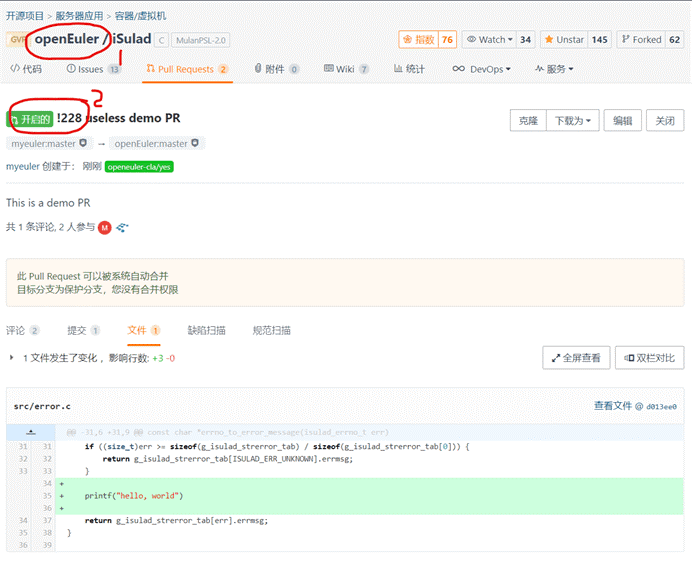 开源项目 > 服务器应用 > 容器/虚拟机
GVP openEuler / iSulad C MulanPSL-2.0 指数 76 Watch 34 Unstar 145 Forked 62
1
代码 Issues 13 Pull Requests 2 附件 0 Wiki 7 统计 DevOps 服务
2
开启的 !228 useless demo PR 克隆 下载为 编辑 关闭
myeuler:master → openEuler:master
myeuler 创建于： 刚刚 openeuler-cla/yes
This is a demo PR
共 1 条评论, 2 人参与 M
此 Pull Request 可以被系统自动合并
目标分支为保护分支，您没有合并权限
评论 2 提交 1 文件 1 缺陷扫描 规范扫描
1 文件发生了变化 ，影响行数: +3 -0 全屏查看 双栏对比
src/error.c 查看文件 @ d013ee0
@@ -31,6 +31,9 @@ const char *errno_to_error_message(isulad_errno_t err)
31 31 if ((size_t)err >= sizeof(g_isulad_strerror_tab) / sizeof(g_isulad_strerror_tab[0])) {
32 32 return g_isulad_strerror_tab[ISULAD_ERR_UNKNOWN].errmsg;
33 33 }
34 +
35 + printf("hello, world")
36 +
34 37 return g_isulad_strerror_tab[err].errmsg;
35 38 }
36 39